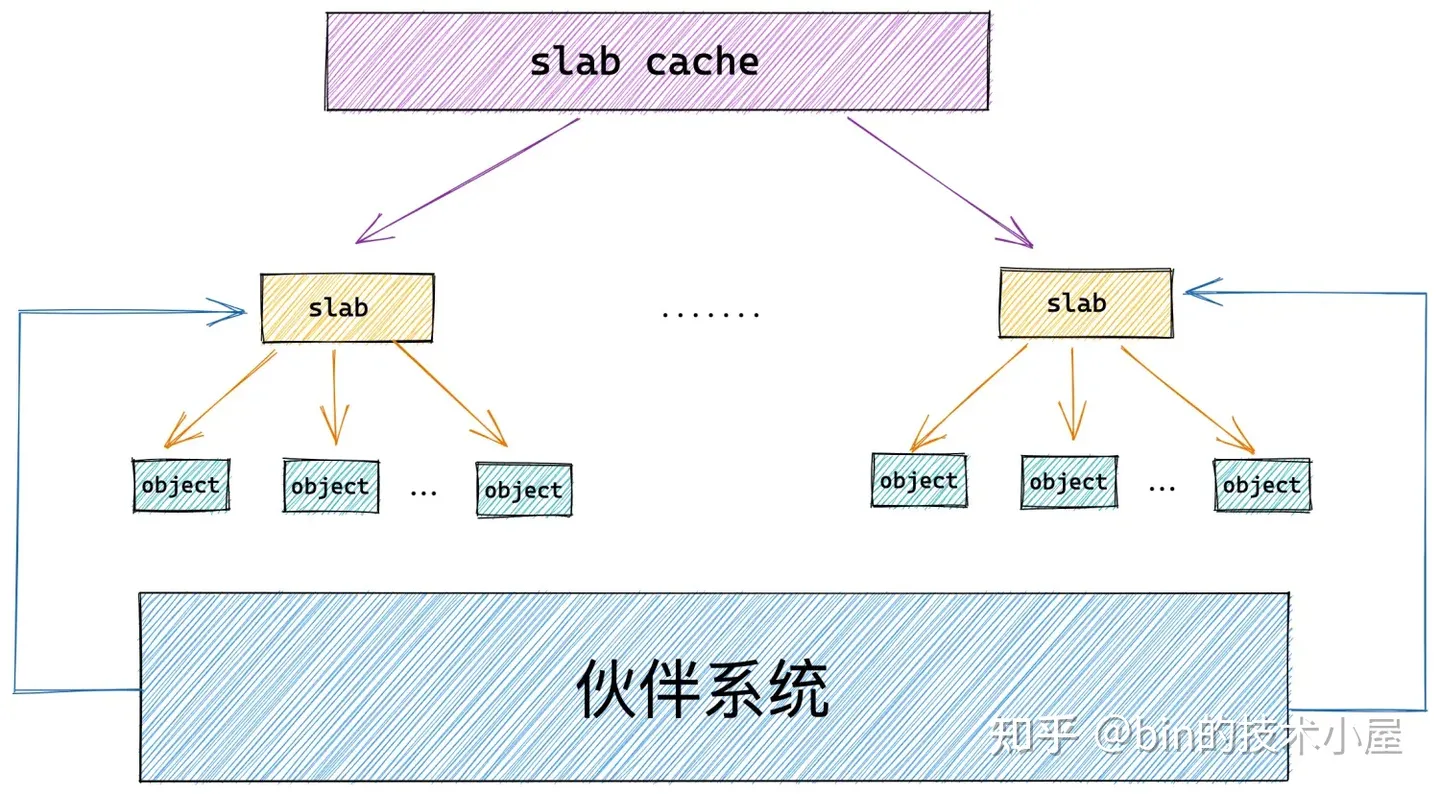 slab cache
slab
.......
slab
object
object
...
object
object
object
...
object
伙伴系统
知乎 @bin的技术小屋